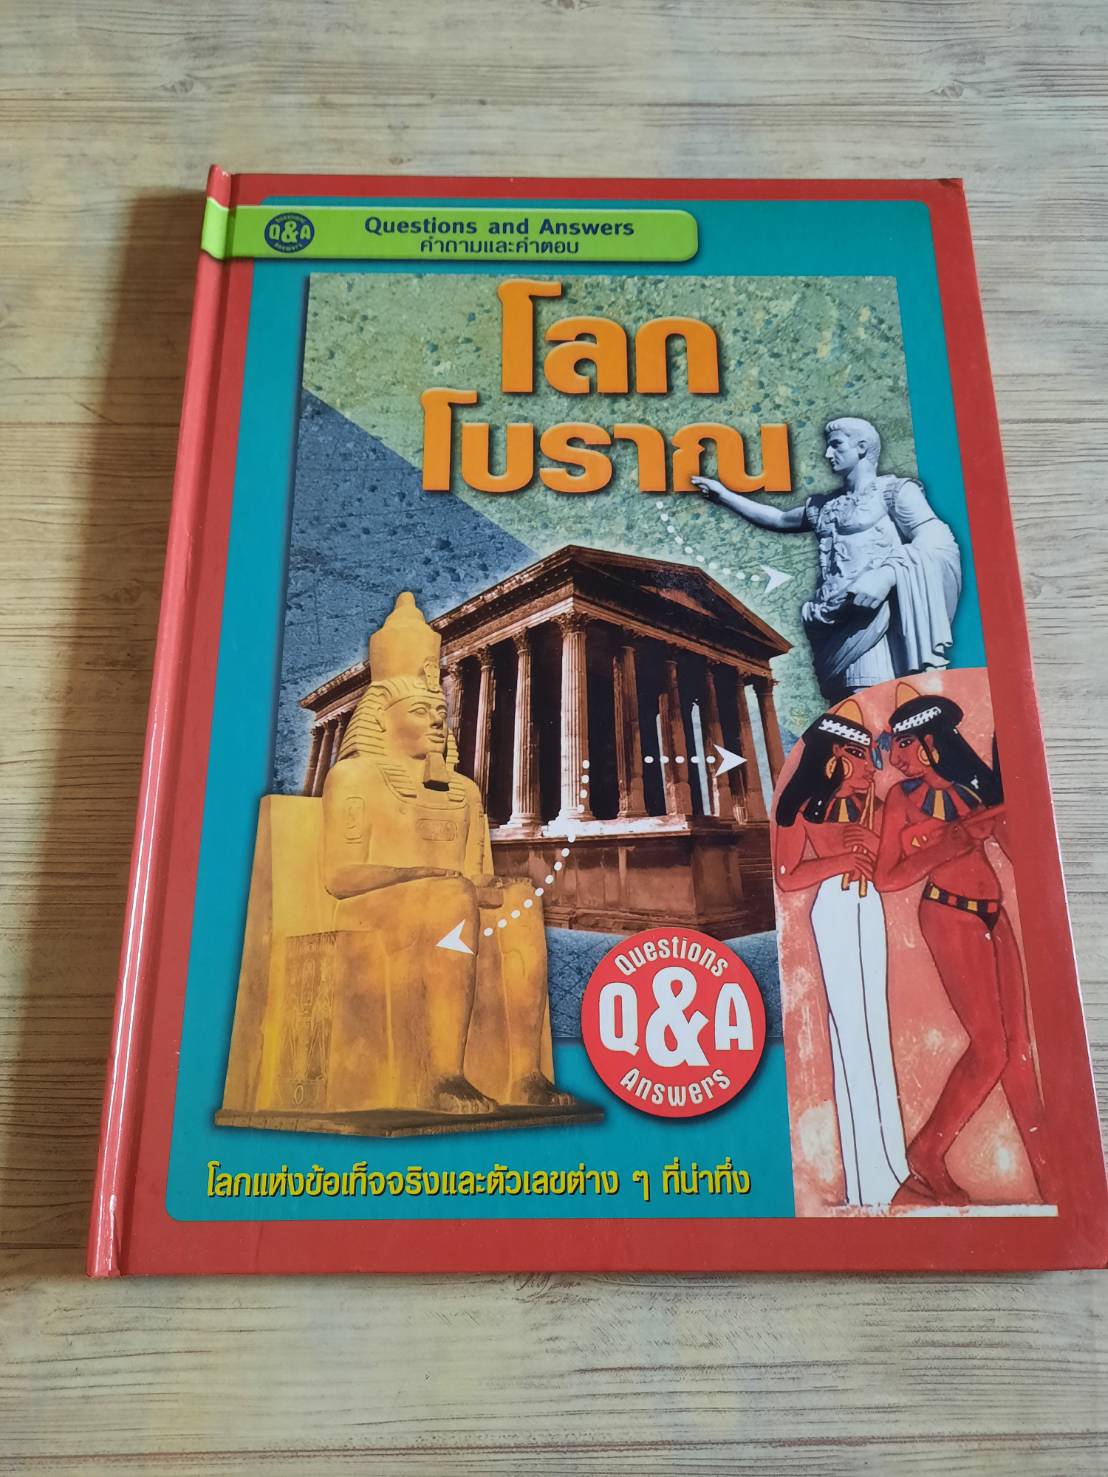 Questions
Q&A
Answers
Questions and Answers
คำถามและคำตอบ
โลก
โบราณ
Questions
Q&A
Answers
โลกแห่งข้อเท็จจริงและตัวเลขต่าง ๆ ที่น่าทึ่ง